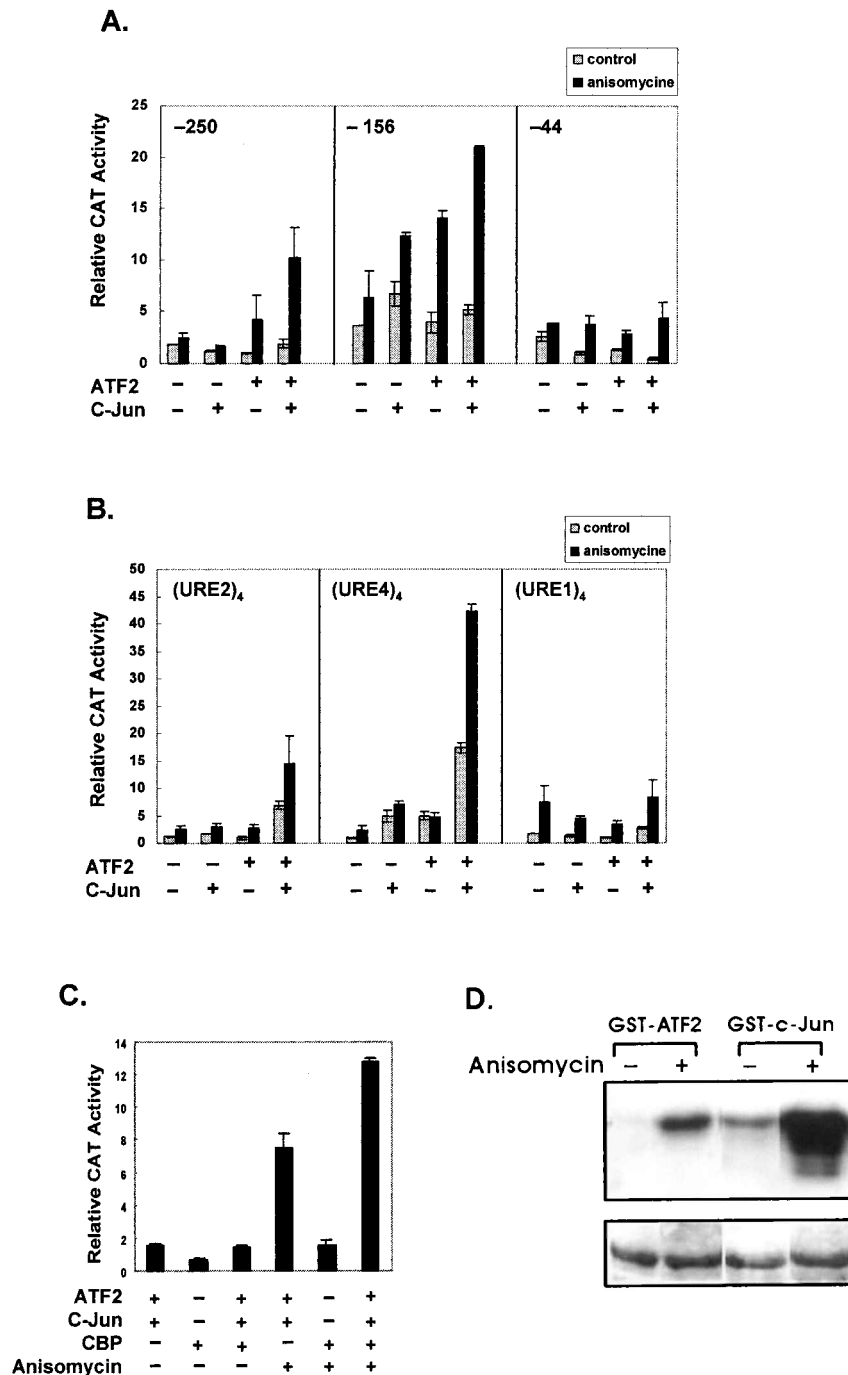 A.
control
anisomycine
25
20
15
10
5
0
Relative CAT Activity
–250
– 156
–44
ATF2 – – + + – – + + – – + +
C-Jun – + – + – + – + – + – +
B.
control
anisomycine
50
45
40
35
30
25
20
15
10
5
0
Relative CAT Activity
(URE2)4
(URE4)4
(URE1)4
ATF2 – – + + – – + + – – + +
C-Jun – + – + – + – + – + – +
C.
14
12
10
8
6
4
2
0
Relative CAT Activity
ATF2 + – + + – +
C-Jun + – + + – +
CBP – + + – + +
Anisomycin – – – + + +
D.
GST-ATF2 GST-c-Jun
Anisomycin – + – +